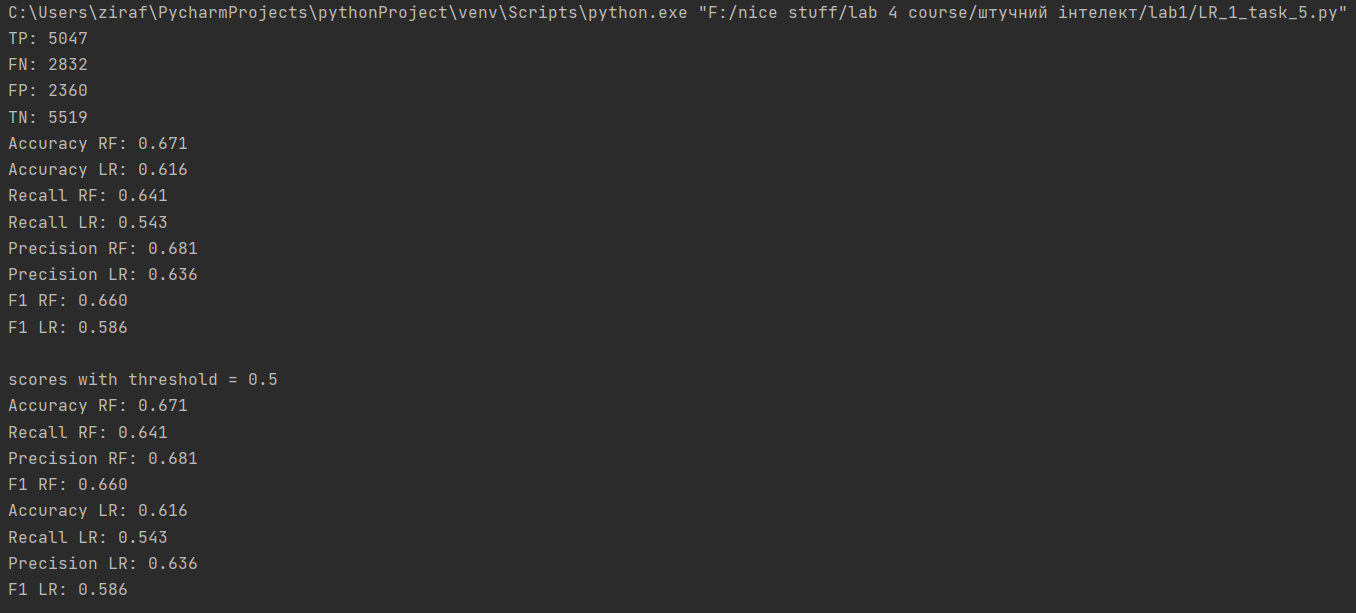 C:\Users\ziraf\PycharmProjects\pythonProject\venv\Scripts\python.exe "F:/nice stuff/lab 4 course/штучний інтелект/lab1/LR_1_task_5.py"
TP: 5047
FN: 2832
FP: 2360
TN: 5519
Accuracy RF: 0.671
Accuracy LR: 0.616
Recall RF: 0.641
Recall LR: 0.543
Precision RF: 0.681
Precision LR: 0.636
F1 RF: 0.660
F1 LR: 0.586

scores with threshold = 0.5
Accuracy RF: 0.671
Recall RF: 0.641
Precision RF: 0.681
F1 RF: 0.660
Accuracy LR: 0.616
Recall LR: 0.543
Precision LR: 0.636
F1 LR: 0.586